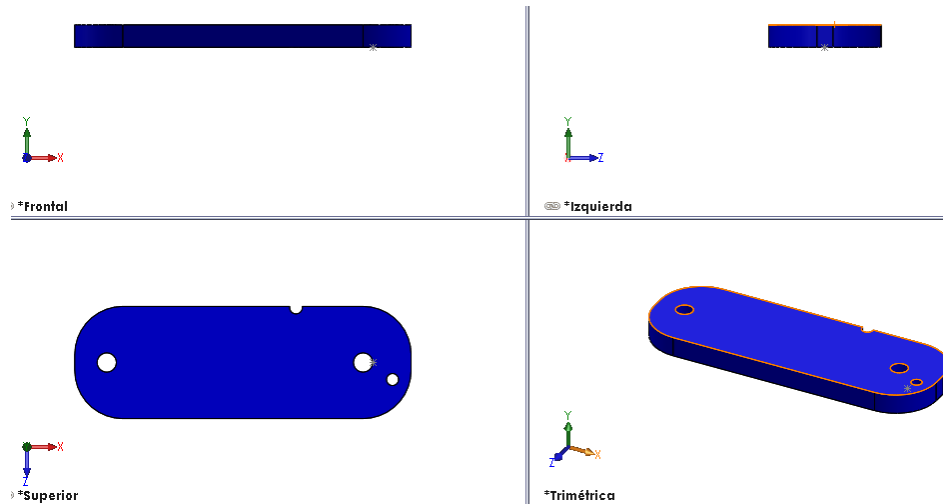 Y
X
*Frontal
Y
X
Z
*Izquierda
X
Z
*Superior
Y
X
Z
*Trimétrica